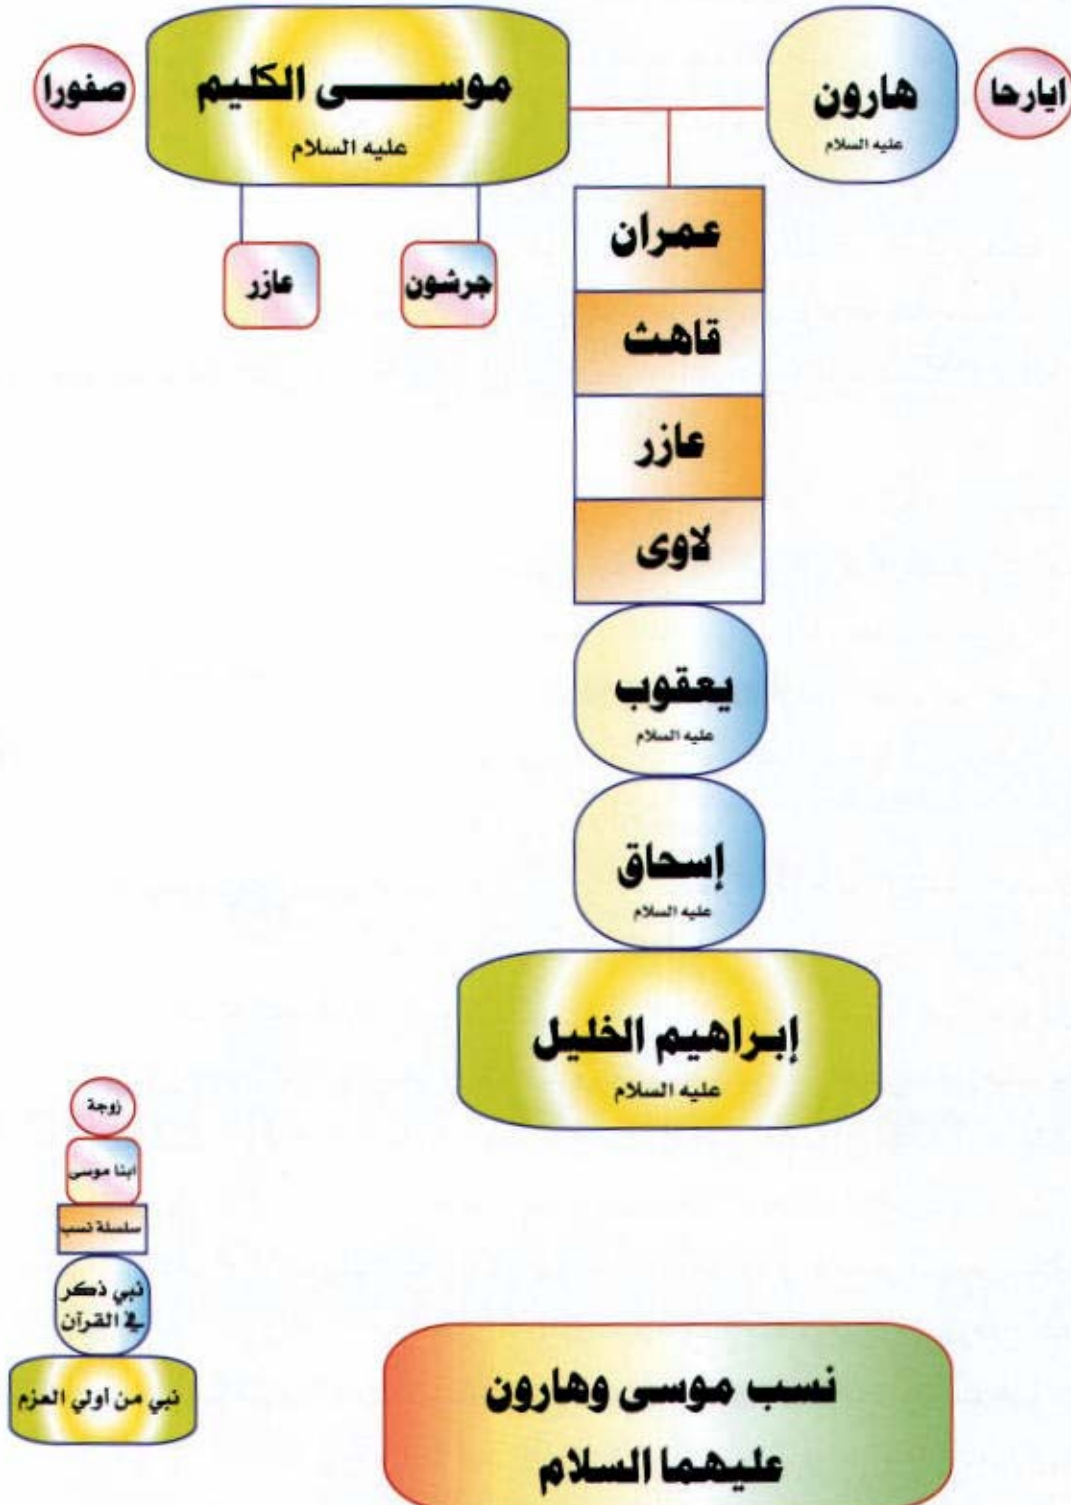 صفورا
موســـى الكليم
عليه السلام
هارون
عليه السلام
ايارحا
عازر
جرشون
عمران
قاهث
عازر
لاوى
يعقوب
عليه السلام
إسحاق
عليه السلام
إبراهيم الخليل
عليه السلام
زوجة
ابنا موسى
سلسلة نسب
نبي ذكر
في القرآن
نبي من أولي العزم
نسب موسى وهارون
عليهما السلام